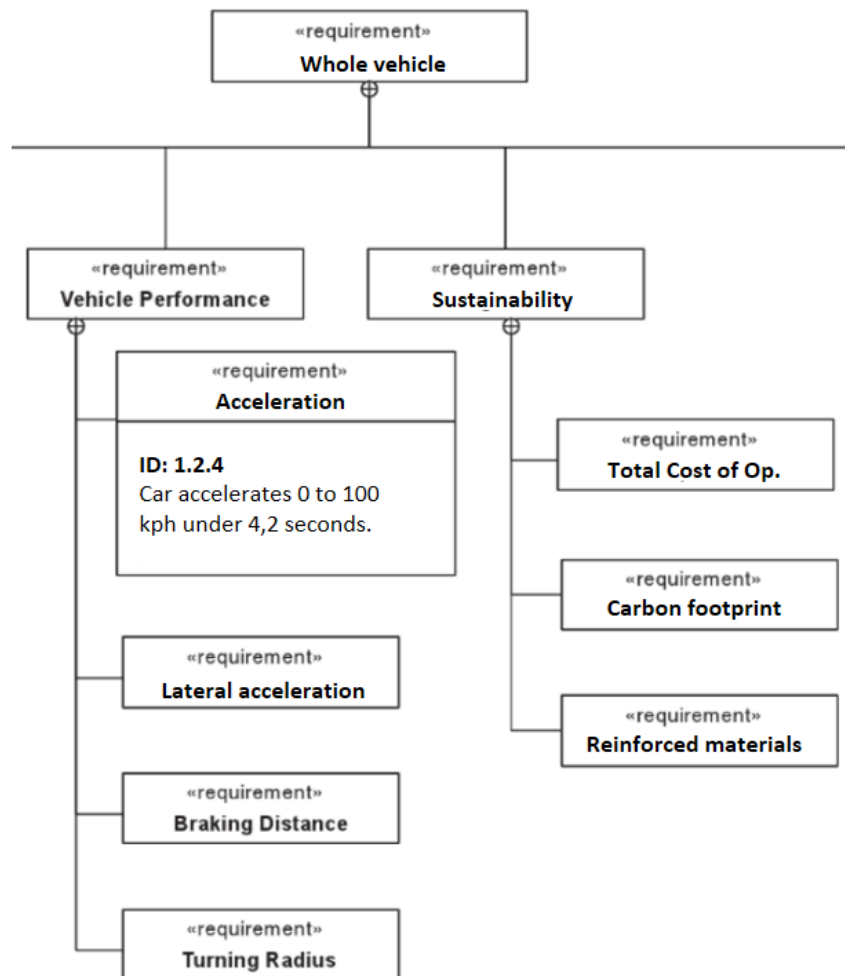 «requirement»
Whole vehicle
«requirement»
Vehicle Performance
«requirement»
Sustainability
«requirement»
Acceleration
ID: 1.2.4
Car accelerates 0 to 100
kph under 4,2 seconds.
«requirement»
Lateral acceleration
«requirement»
Braking Distance
«requirement»
Turning Radius
«requirement»
Total Cost of Op.
«requirement»
Carbon footprint
«requirement»
Reinforced materials